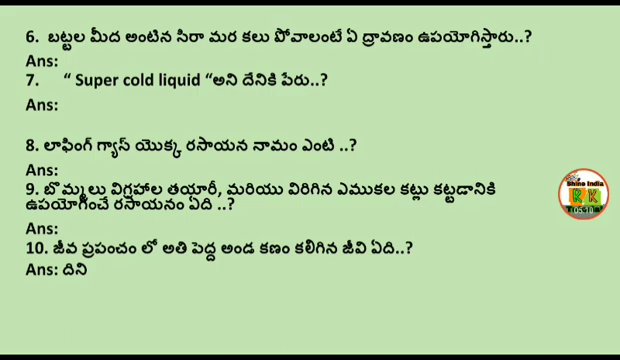 6. బట్టల మీద అంటిన సిరా మర కలు పోవాలంటే ఏ ద్రావణం ఉపయోగిస్తారు..?
Ans:
7. “ Super cold liquid “అని దేనికి పేరు..?
Ans:
8. లాఫింగ్ గ్యాస్ యొక్క రసాయన నామం ఎంటి ..?
Ans:
9. బొమ్మలు విగ్రహాల తయారీ, మరియు విరిగిన ఎముకల కట్లు కట్టడానికి
ఉపయోగించే రసాయనం ఏది ..?
Ans:
10. జీవ ప్రపంచం లో అతి పెద్ద అండ కణం కలిగిన జీవి ఏది..?
Ans: దిని
Shine India
R K